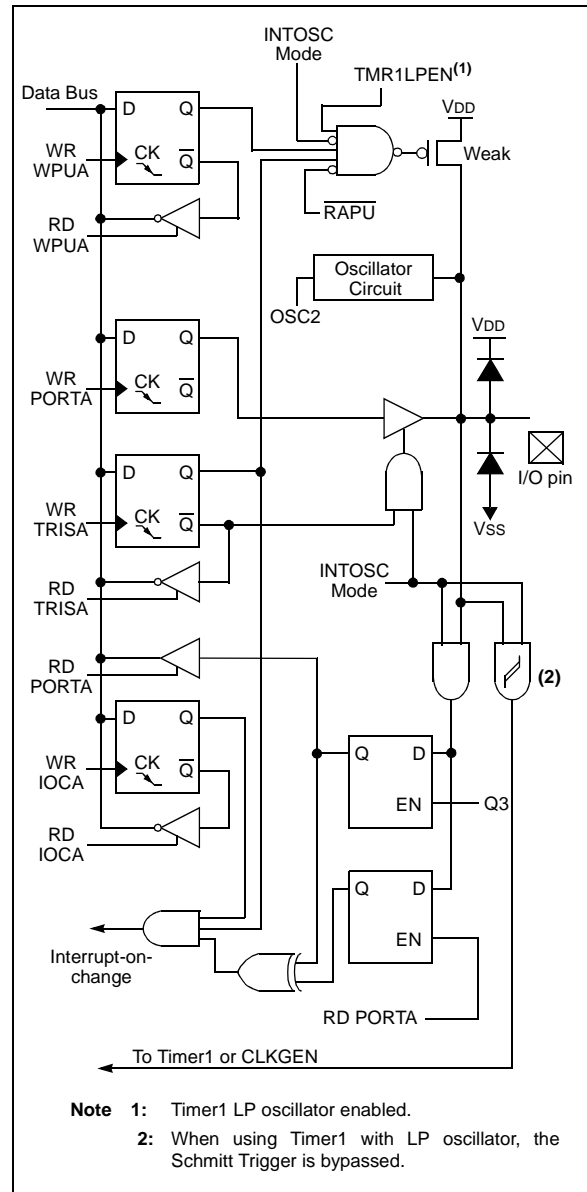 INTOSC
Mode
TMR1LPEN(1)
Data Bus
D Q
VDD
WR
WPUA
CK
Q
Weak
RAPU
RD
WPUA
Oscillator
Circuit
OSC2
VDD
D Q
WR
PORTA
CK
Q
I/O pin
D Q
WR
TRISA
CK
Q
VSS
INTOSC
Mode
RD
TRISA
RD
PORTA
(2)
D Q
WR
IOCA
CK
Q
Q D
EN
Q3
RD
IOCA
Q D
EN
Interrupt-on-
change
RD PORTA
To Timer1 or CLKGEN
Note 1: Timer1 LP oscillator enabled.
2: When using Timer1 with LP oscillator, the
Schmitt Trigger is bypassed.